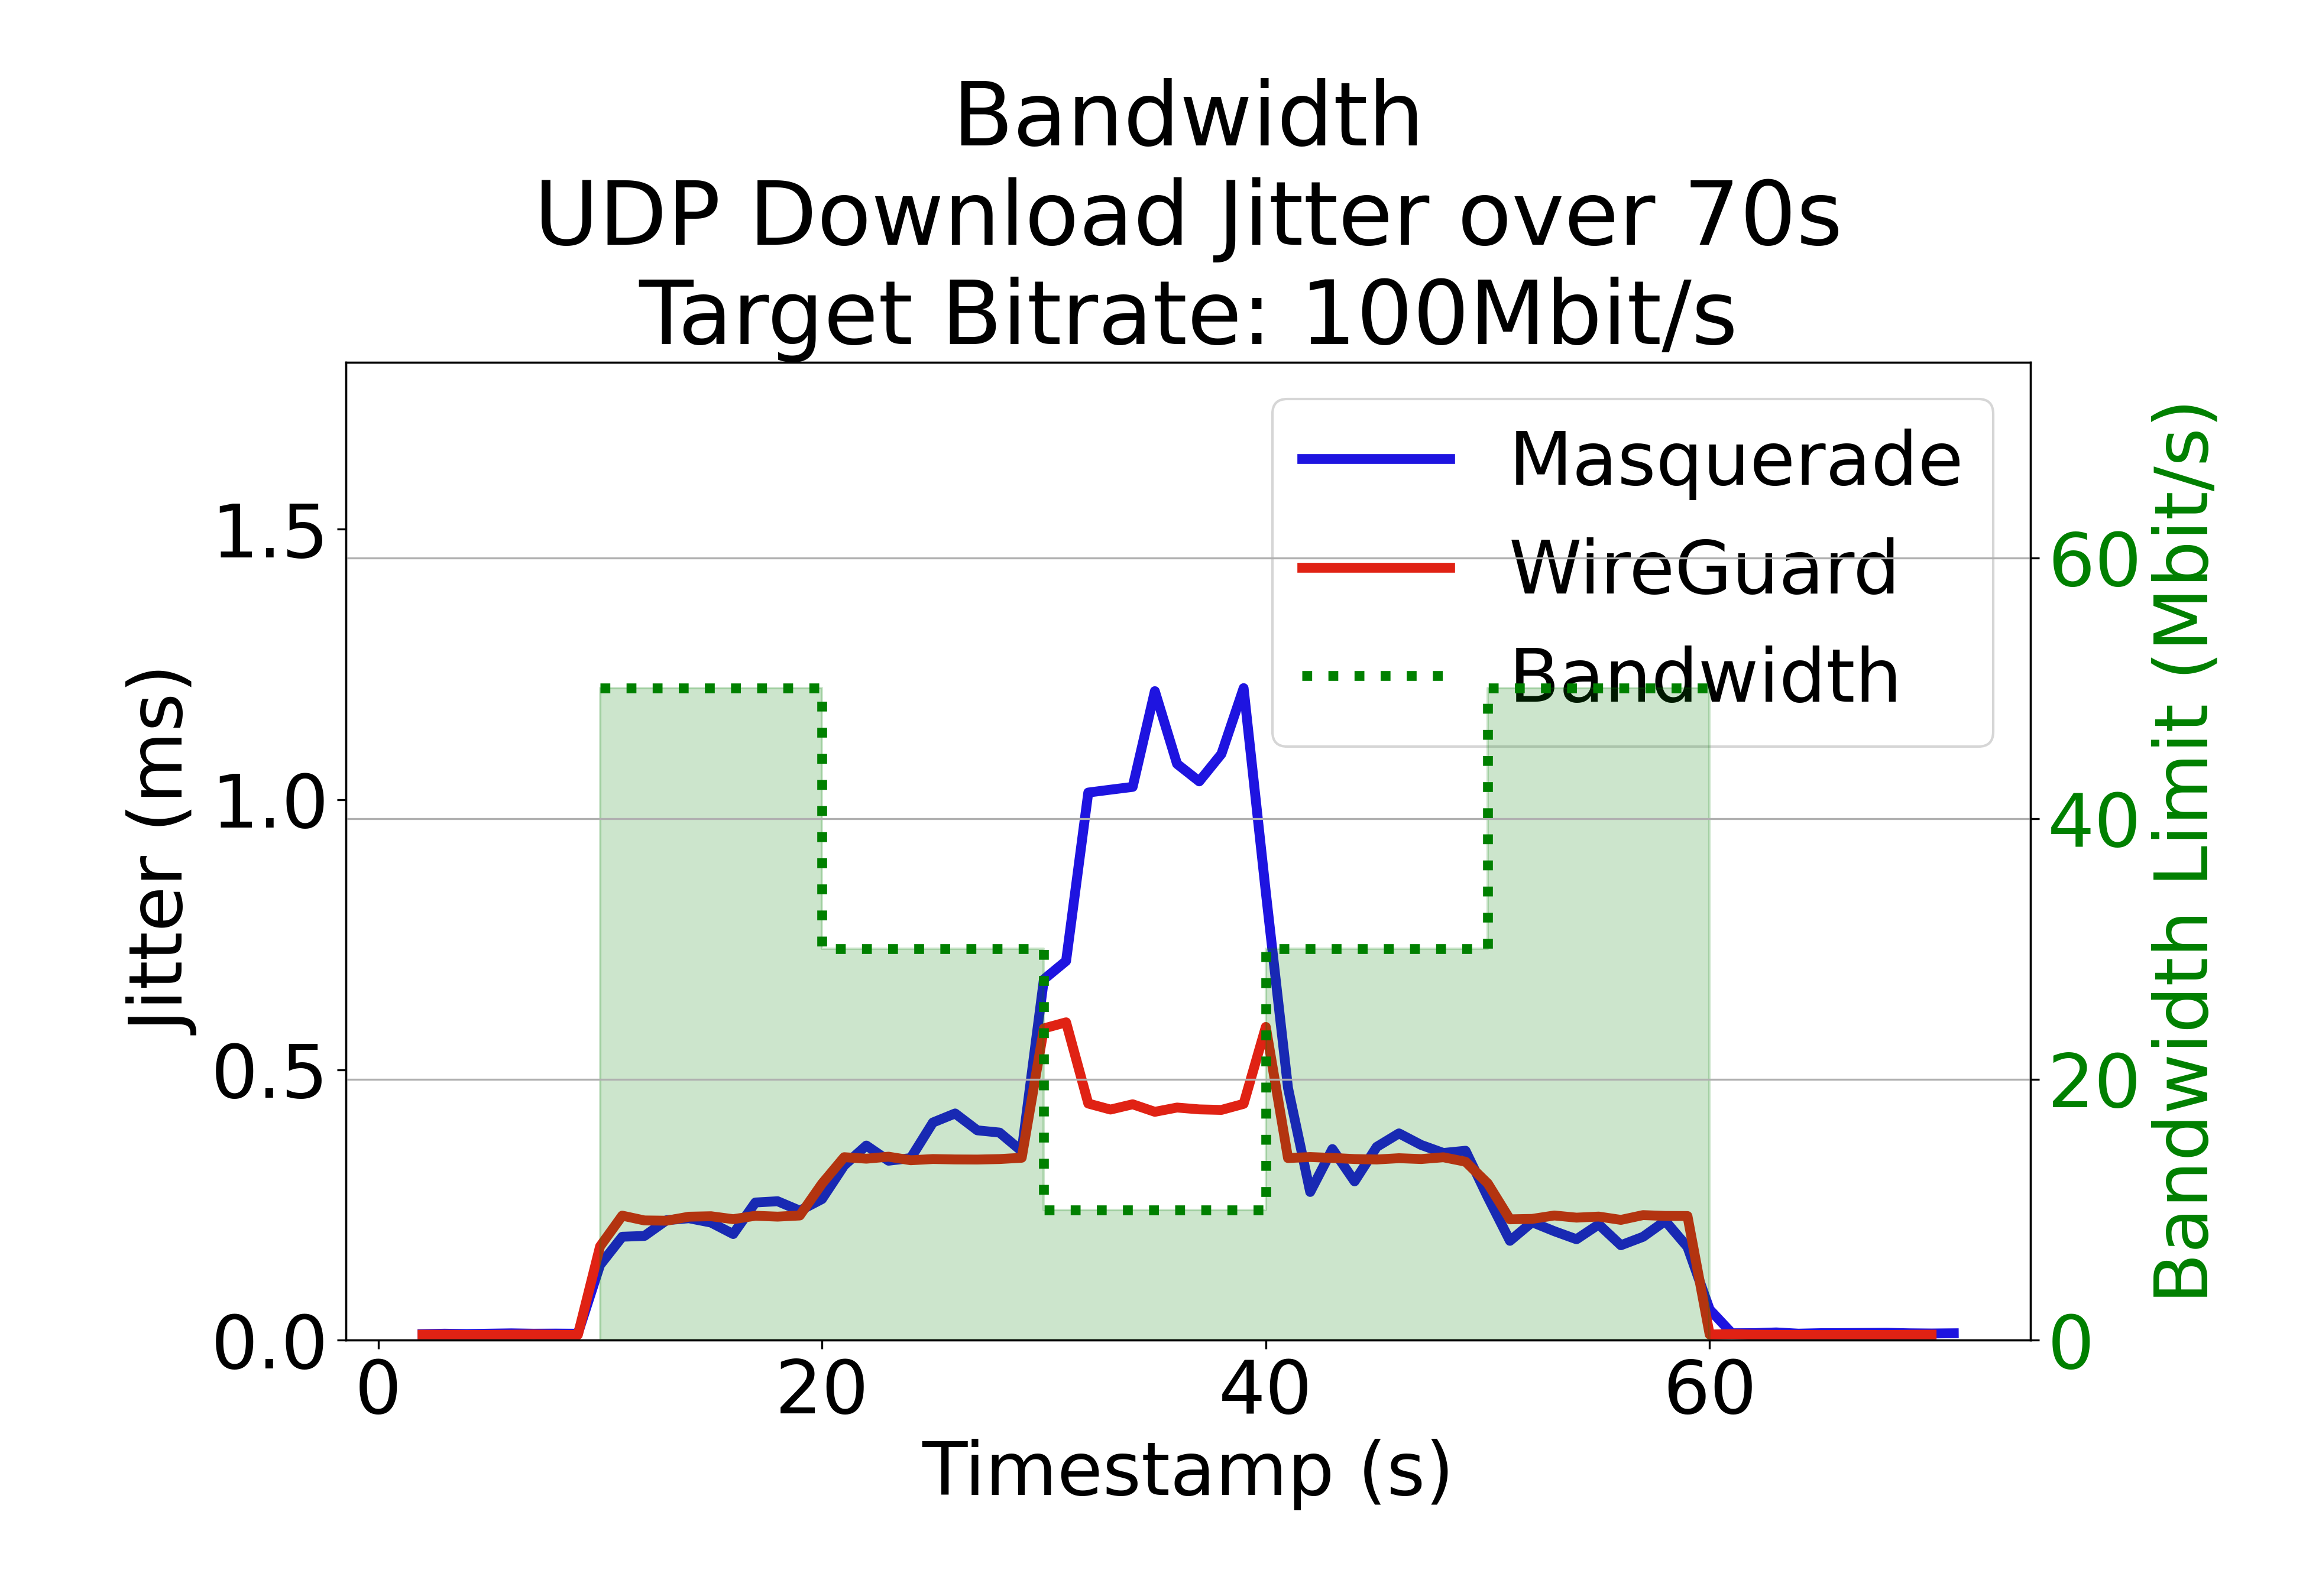 Bandwidth
UDP Download Jitter over 70s
Target Bitrate: 100Mbit/s
Masquerade
WireGuard
Bandwidth
Jitter (ms)
1.5
1.0
0.5
0.0
Bandwidth Limit (Mbit/s)
60
40
20
0
0
20
40
60
Timestamp (s)